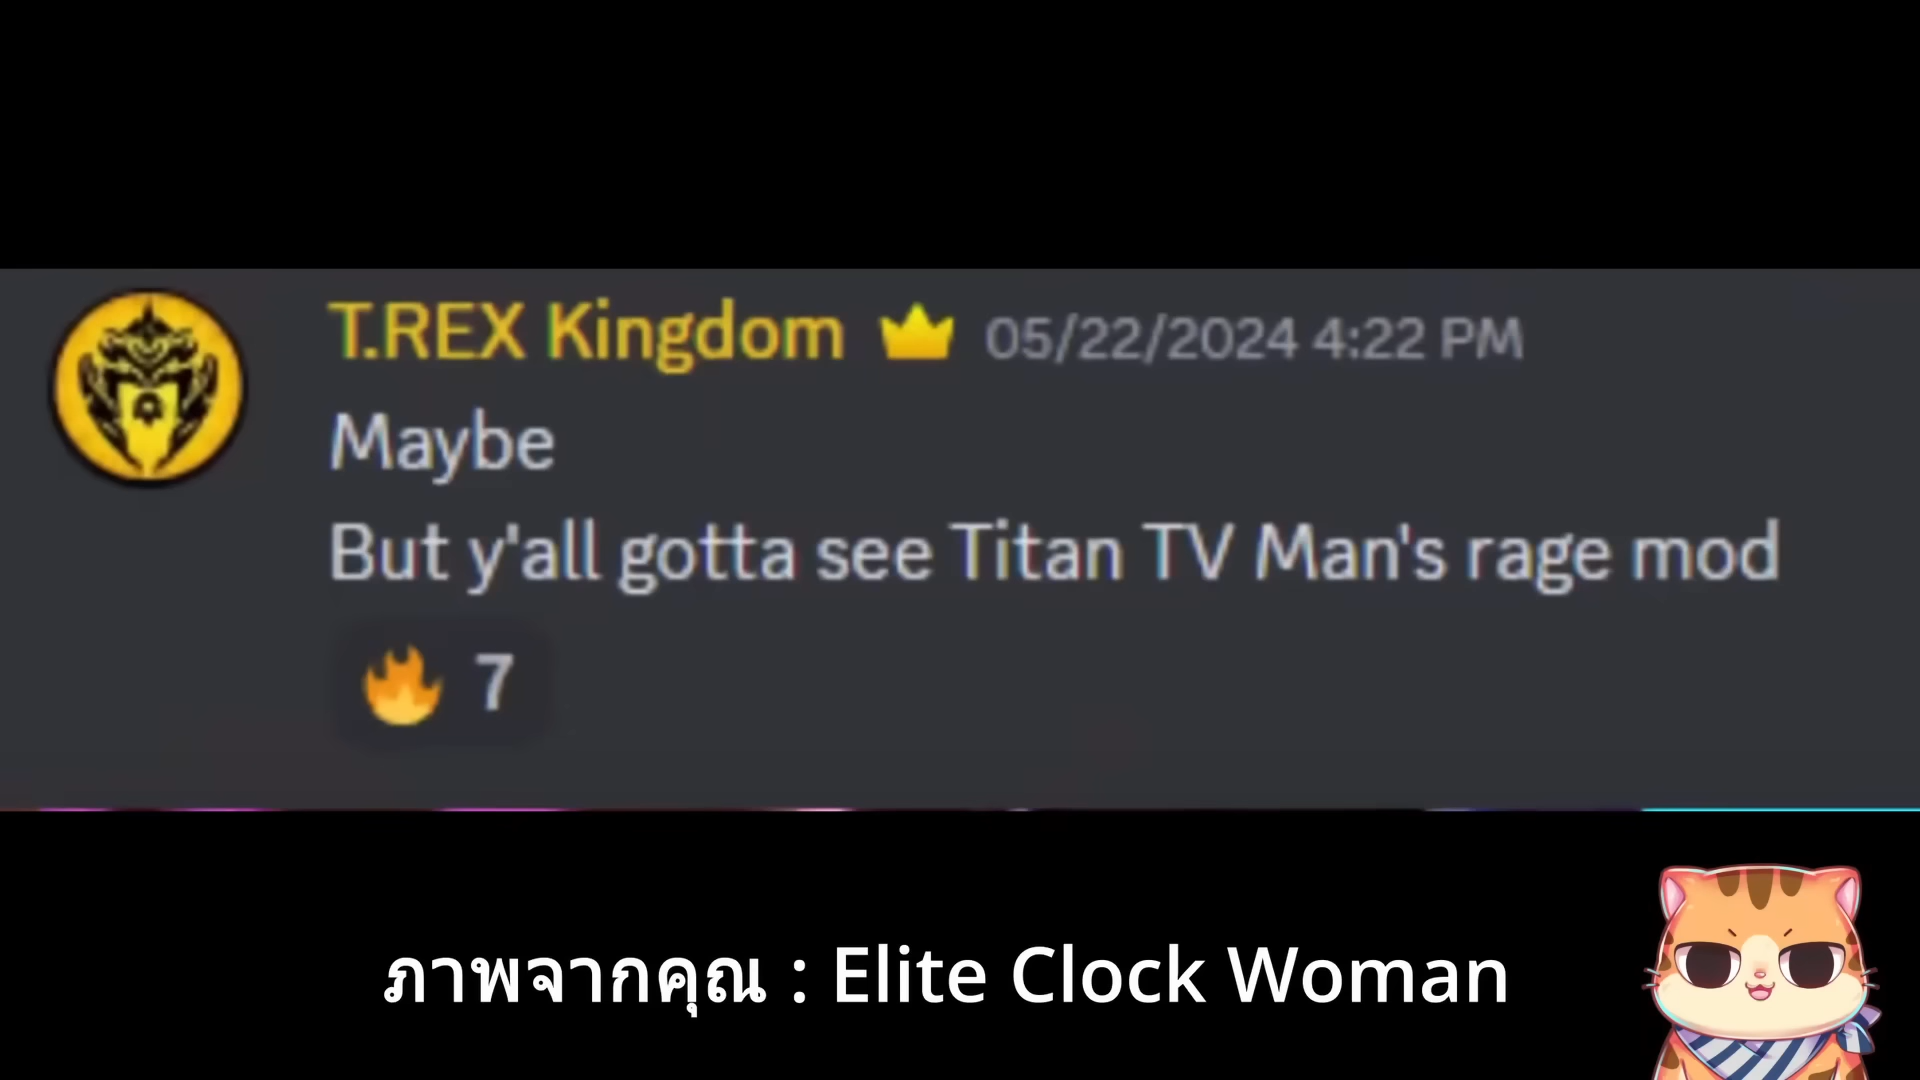 T.REX Kingdom 05/22/2024 4:22 PM
Maybe
But y'all gotta see Titan TV Man's rage mod
🔥 7
ภาพจากคุณ : Elite Clock Woman